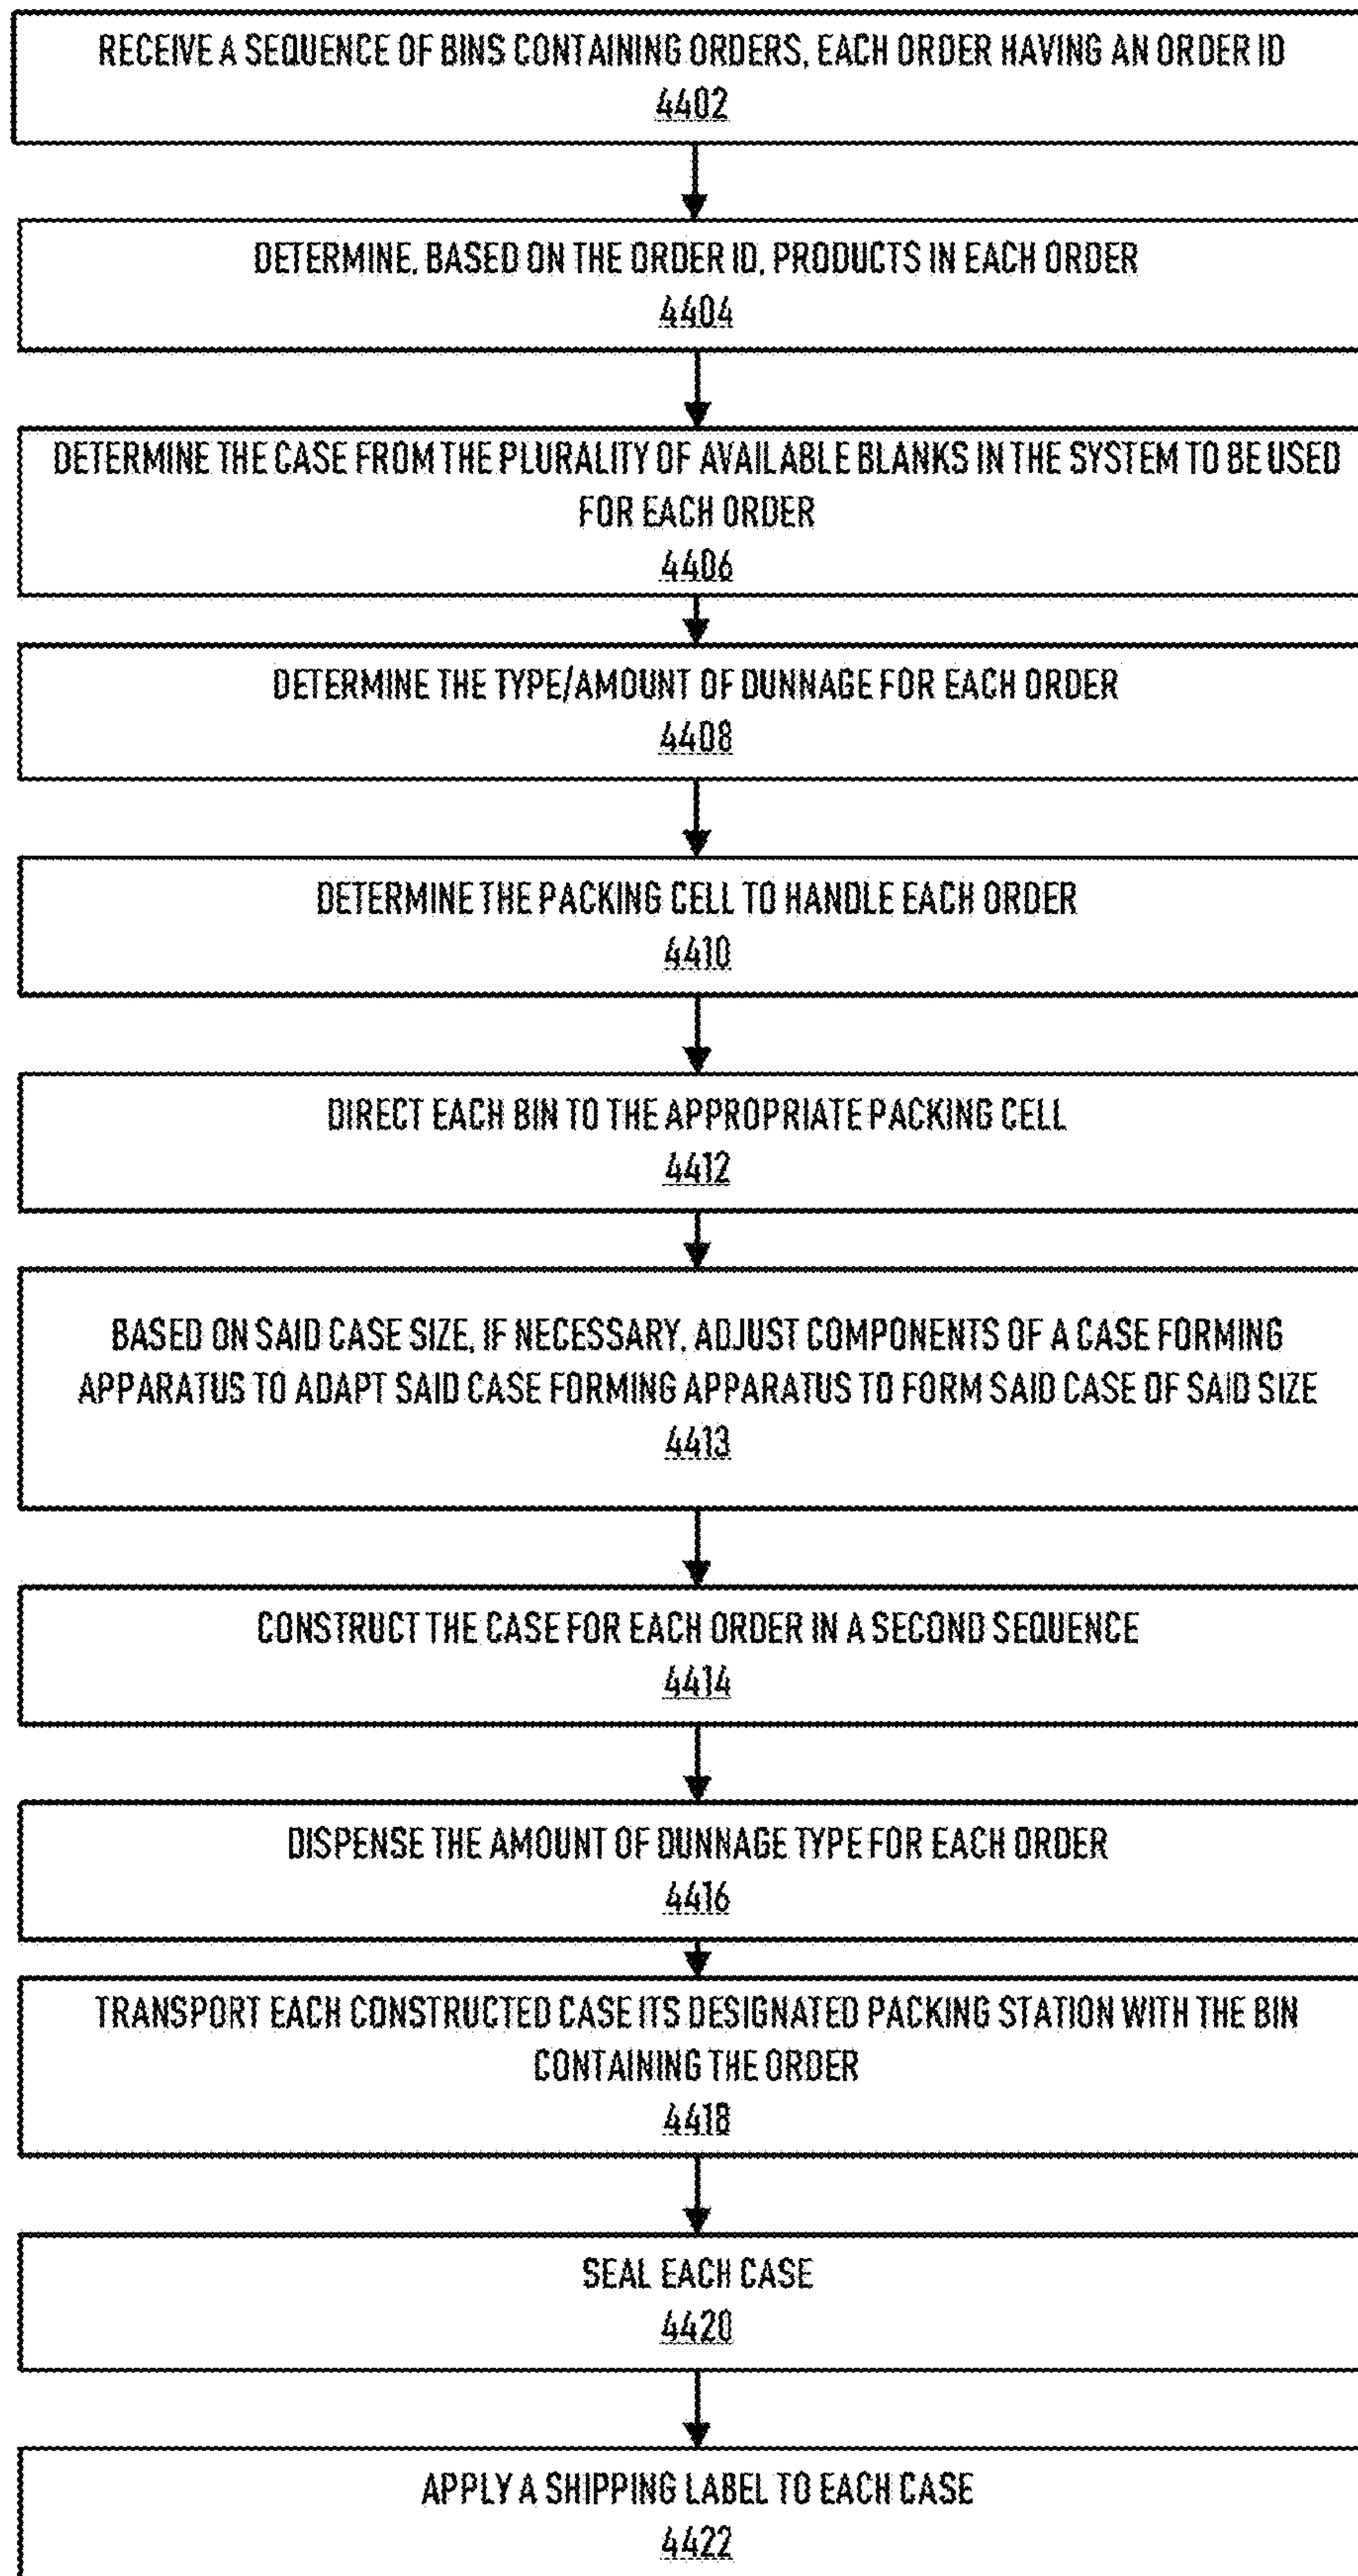 RECEIVE A SEQUENCE OF BINS CONTAINING ORDERS, EACH ORDER HAVING AN ORDER ID
4402
DETERMINE, BASED ON THE ORDER ID, PRODUCTS IN EACH ORDER
4404
DETERMINE THE CASE FROM THE PLURALITY OF AVAILABLE BLANKS IN THE SYSTEM TO BE USED
FOR EACH ORDER
4406
DETERMINE THE TYPE/AMOUNT OF DUNNAGE FOR EACH ORDER
4408
DETERMINE THE PACKING CELL TO HANDLE EACH ORDER
4410
DIRECT EACH BIN TO THE APPROPRIATE PACKING CELL
4412
BASED ON SAID CASE SIZE, IF NECESSARY, ADJUST COMPONENTS OF A CASE FORMING
APPARATUS TO ADAPT SAID CASE FORMING APPARATUS TO FORM SAID CASE OF SAID SIZE
4413
CONSTRUCT THE CASE FOR EACH ORDER IN A SECOND SEQUENCE
4414
DISPENSE THE AMOUNT OF DUNNAGE TYPE FOR EACH ORDER
4416
TRANSPORT EACH CONSTRUCTED CASE ITS DESIGNATED PACKING STATION WITH THE BIN
CONTAINING THE ORDER
4418
SEAL EACH CASE
4420
APPLY A SHIPPING LABEL TO EACH CASE
4422